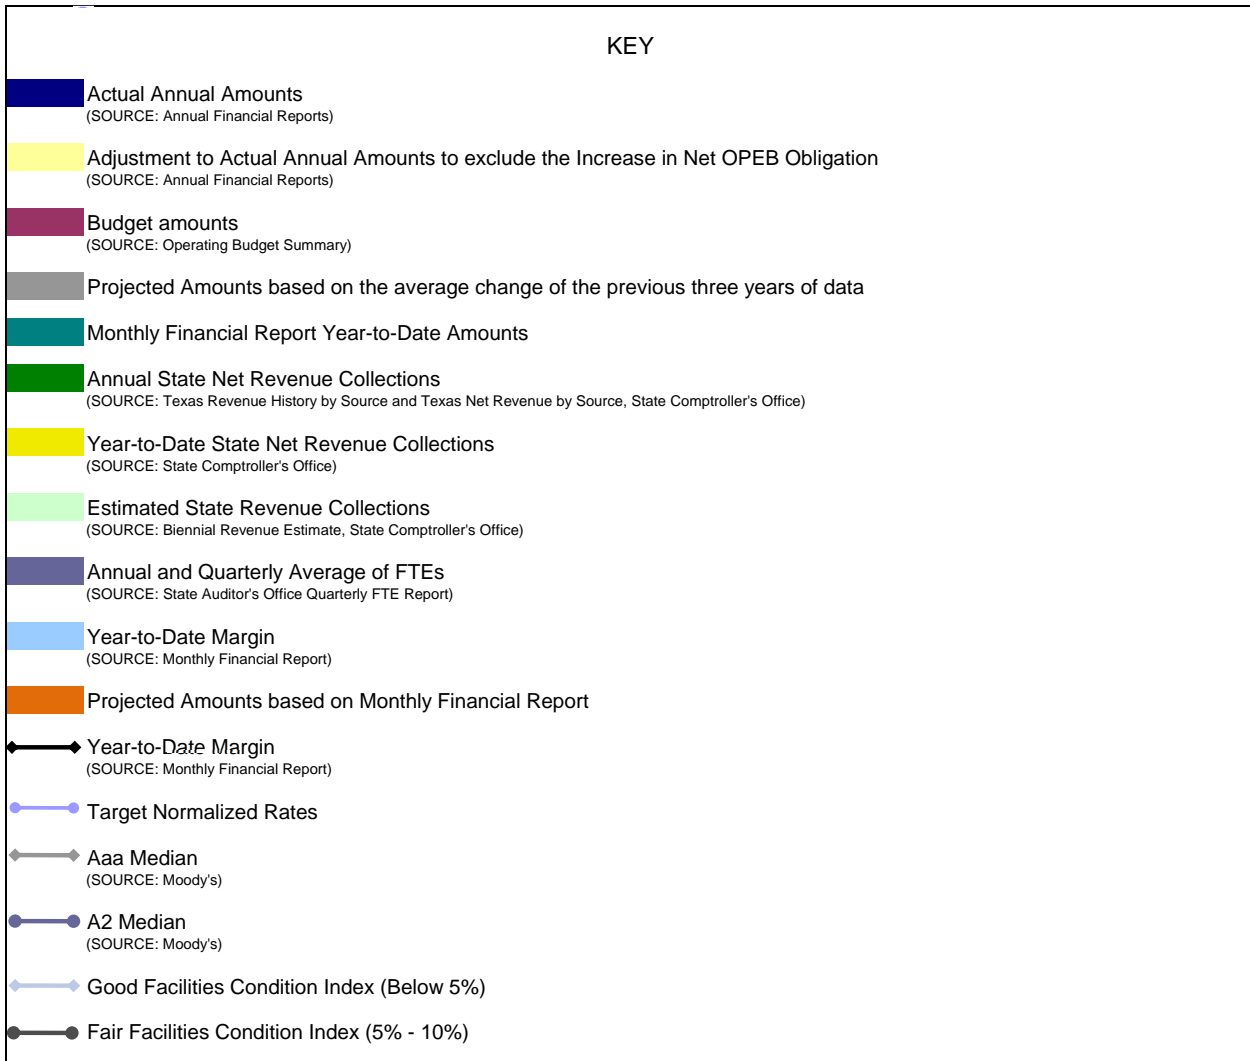 KEY
Actual Annual Amounts
(SOURCE: Annual Financial Reports)
Adjustment to Actual Annual Amounts to exclude the Increase in Net OPEB Obligation
(SOURCE: Annual Financial Reports)
Budget amounts
(SOURCE: Operating Budget Summary)
Projected Amounts based on the average change of the previous three years of data
Monthly Financial Report Year-to-Date Amounts
Annual State Net Revenue Collections
(SOURCE: Texas Revenue History by Source and Texas Net Revenue by Source, State Comptroller's Office)
Year-to-Date State Net Revenue Collections
(SOURCE: State Comptroller's Office)
Estimated State Revenue Collections
(SOURCE: Biennial Revenue Estimate, State Comptroller's Office)
Annual and Quarterly Average of FTEs
(SOURCE: State Auditor's Office Quarterly FTE Report)
Year-to-Date Margin
(SOURCE: Monthly Financial Report)
Projected Amounts based on Monthly Financial Report
Year-to-Date Margin
(SOURCE: Monthly Financial Report)
Target Normalized Rates
Aaa Median
(SOURCE: Moody's)
A2 Median
(SOURCE: Moody's)
Good Facilities Condition Index (Below 5%)
Fair Facilities Condition Index (5% - 10%)